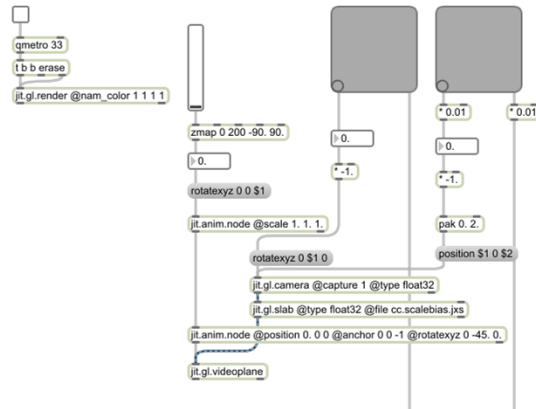 qmetro 33
t b b erase
jit.gl.render @nam_color 1 1 1 1
zmap 0 200 -90. 90.
0.
rotatexyz 0 0 $1
jit.anim.node @scale 1. 1. 1.
0.
* -1.
rotatexyz 0 $1 0
* 0.01
* 0.01
0.
* -1.
pak 0. 2.
position $1 0 $2
jit.gl.camera @capture 1 @type float32
jit.gl.slab @type float32 @file cc.scalebias.jxs
jit.anim.node @position 0. 0 0 @anchor 0 0 -1 @rotatexyz 0 -45. 0.
jit.gl.videoplane